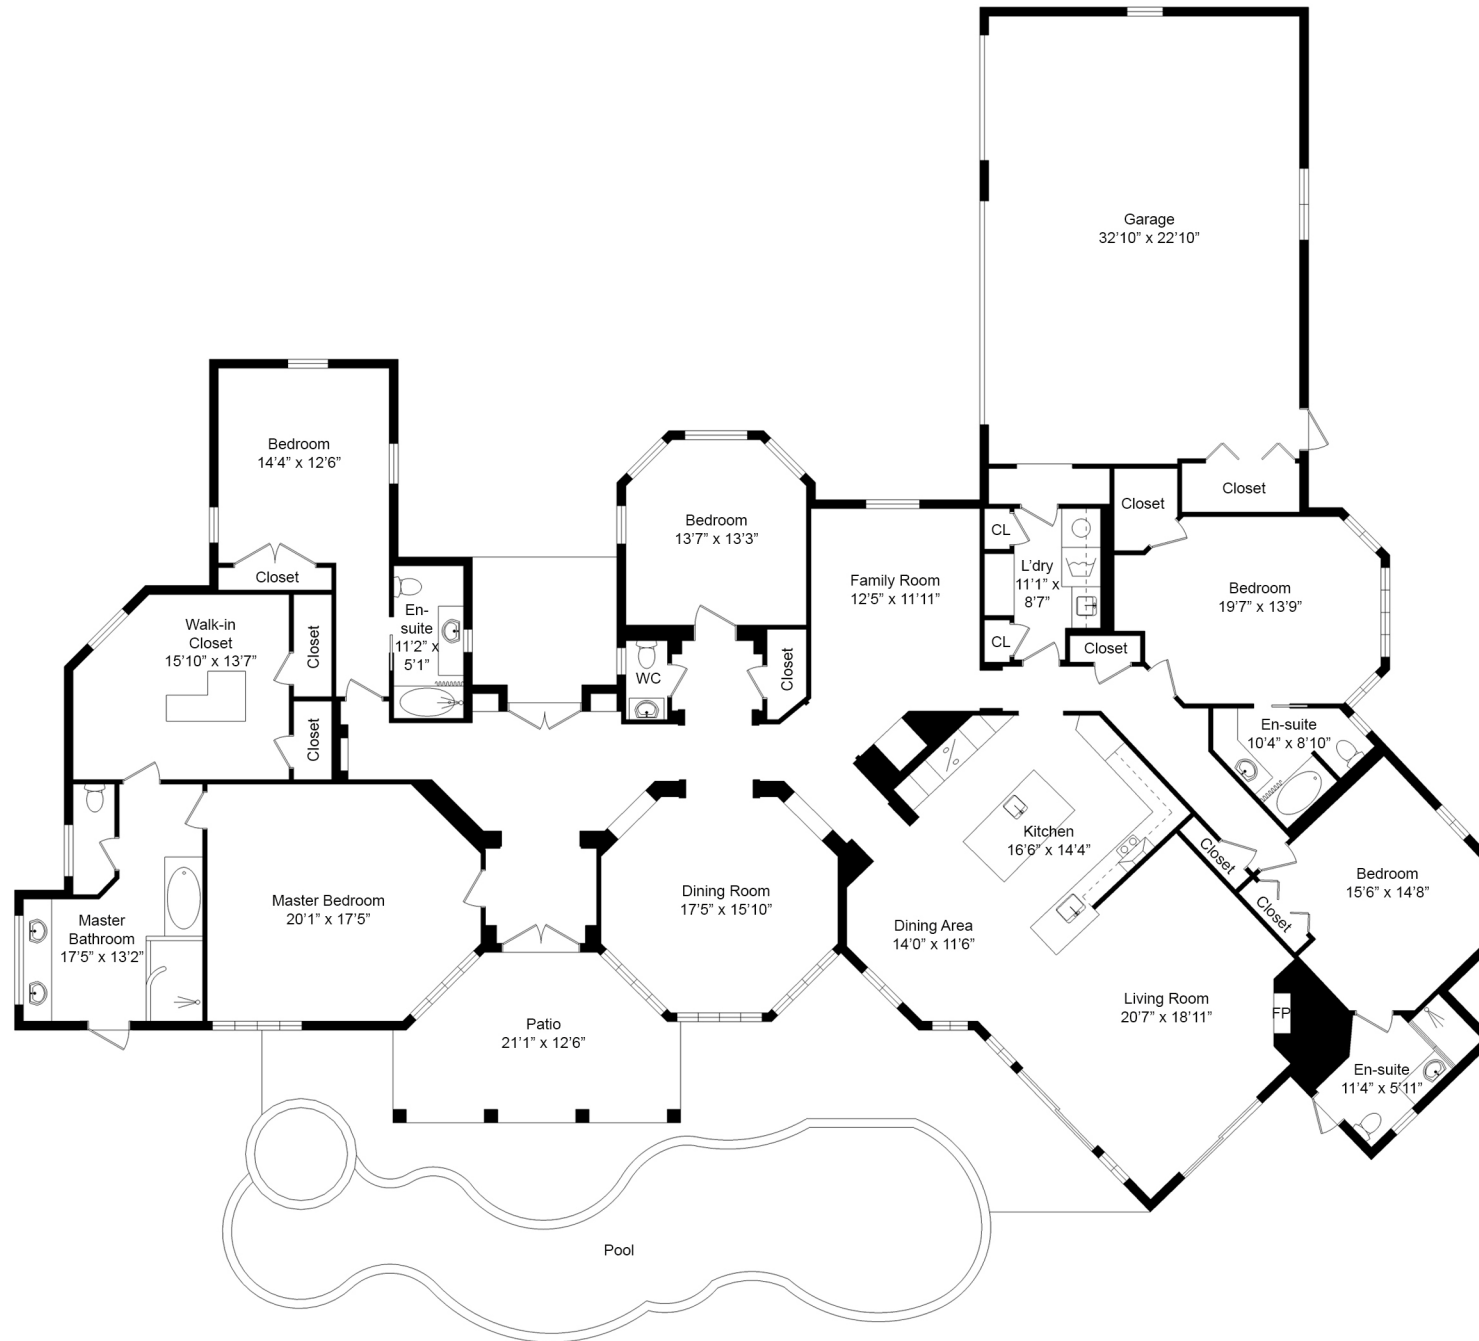 Garage
32'10" x 22'10"
Bedroom
14'4" x 12'6"
Closet
Closet
Closet
Bedroom
13'7" x 13'3"
CL
L'dry
11'1" x
8'7"
CL
Family Room
12'5" x 11'11"
Bedroom
19'7" x 13'9"
Closet
Closet
En-
suite
11'2" x
5'1"
Walk-in
Closet
15'10" x 13'7"
Closet
Closet
WC
Closet
En-suite
10'4" x 8'10"
Kitchen
16'6" x 14'4"
Closet
Bedroom
15'6" x 14'8"
Closet
Master Bedroom
20'1" x 17'5"
Dining Room
17'5" x 15'10"
Master
Bathroom
17'5" x 13'2"
Dining Area
14'0" x 11'6"
Living Room
20'7" x 18'11"
FP
Patio
21'1" x 12'6"
En-suite
11'4" x 5'11"
Pool